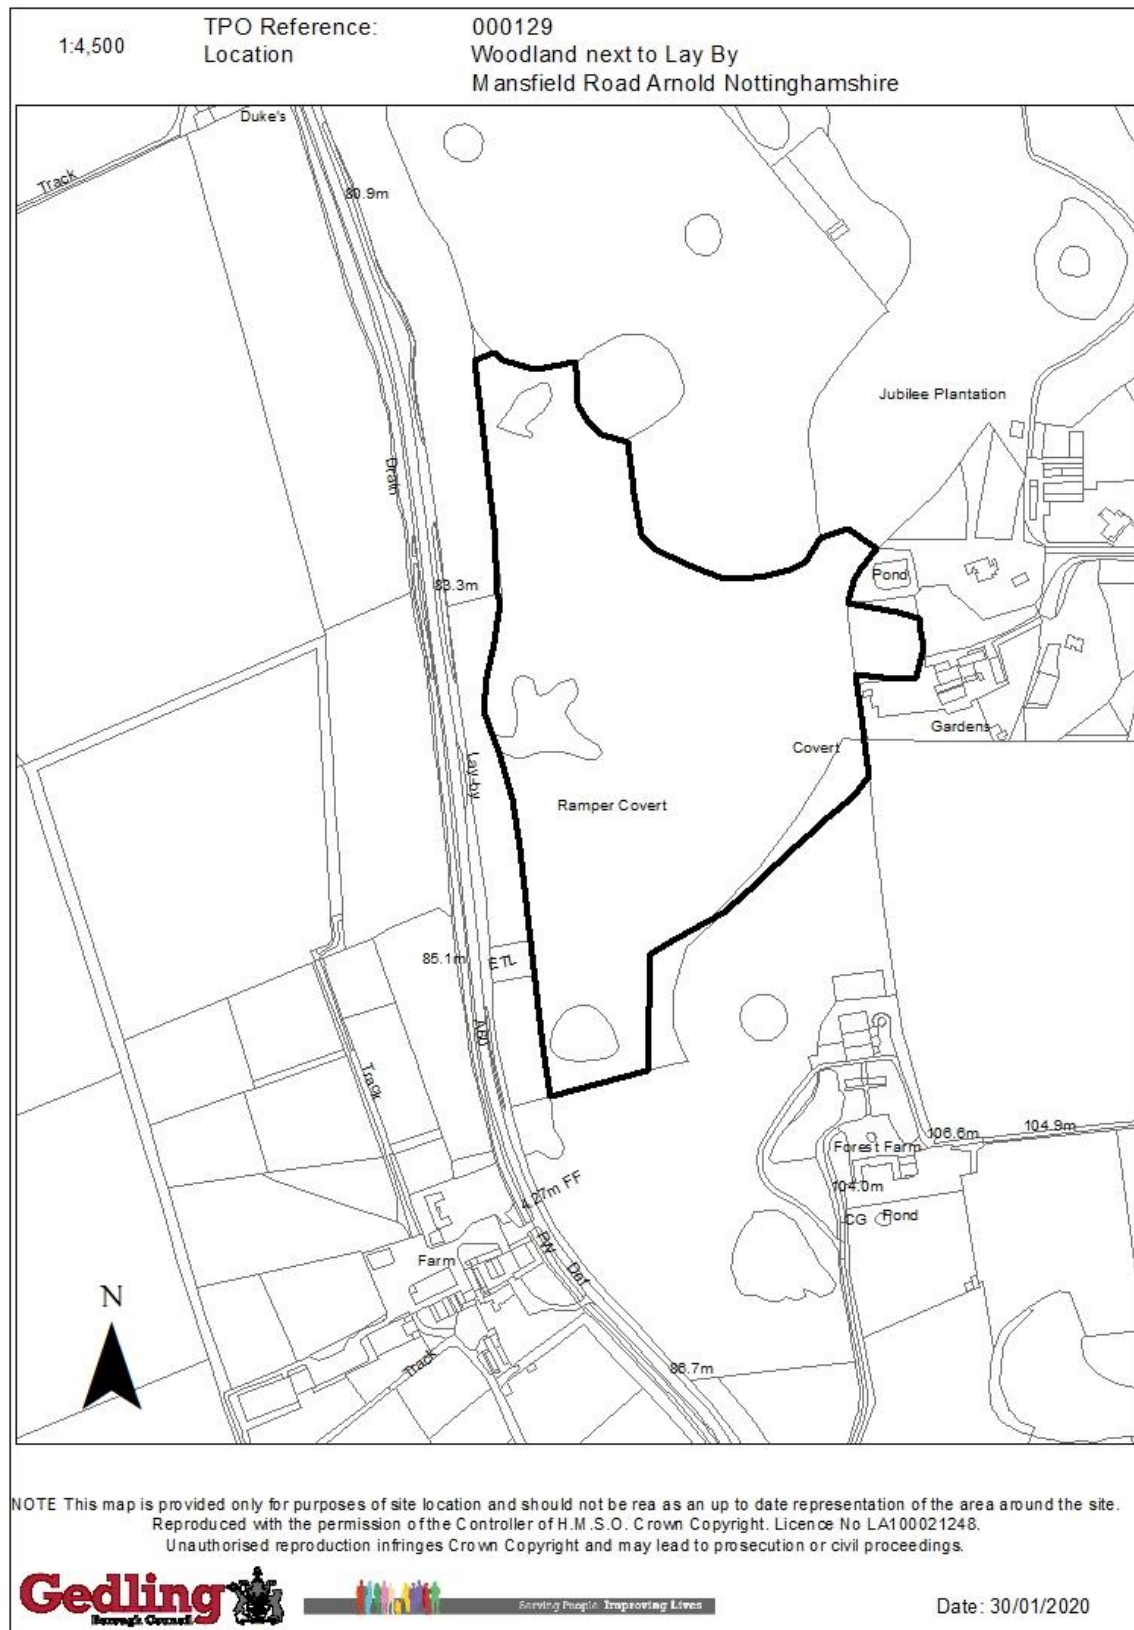 1:4,500
TPO Reference: 000129
Location Woodland next to Lay By
Mansfield Road Arnold Nottinghamshire
Duke's
Track
80.9m
Jubilee Plantation
Drain
Pond
83.3m
Gardens
Covert
Lay-by
Ramper Covert
85.1m
ETL
A60
Track
106.6m
104.9m
Forest Farm
104.0m
4.27m FF
CG
Pond
FW
Def
Farm
N
Track
86.7m
NOTE This map is provided only for purposes of site location and should not be rea as an up to date representation of the area around the site.
Reproduced with the permission of the Controller of H.M.S.O. Crown Copyright. Licence No LA100021248.
Unauthorised reproduction infringes Crown Copyright and may lead to prosecution or civil proceedings.
Gedling
Borough Council
Serving People Improving Lives
Date: 30/01/2020